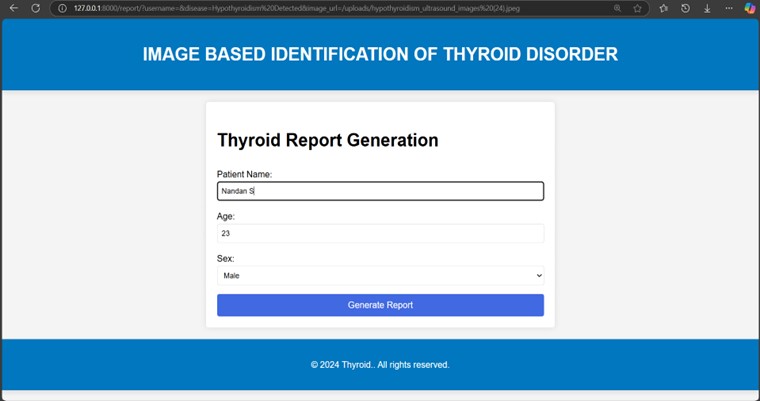 127.0.0.1:8000/report/?username=&disease=Hypothyroidism%20Detected&image_url=/uploads/hypothyroidism_ultrasound_images%20(24).jpeg
IMAGE BASED IDENTIFICATION OF THYROID DISORDER
Thyroid Report Generation
Patient Name:
Nandan S
Age:
23
Sex:
Male
Generate Report
© 2024 Thyroid.. All rights reserved.